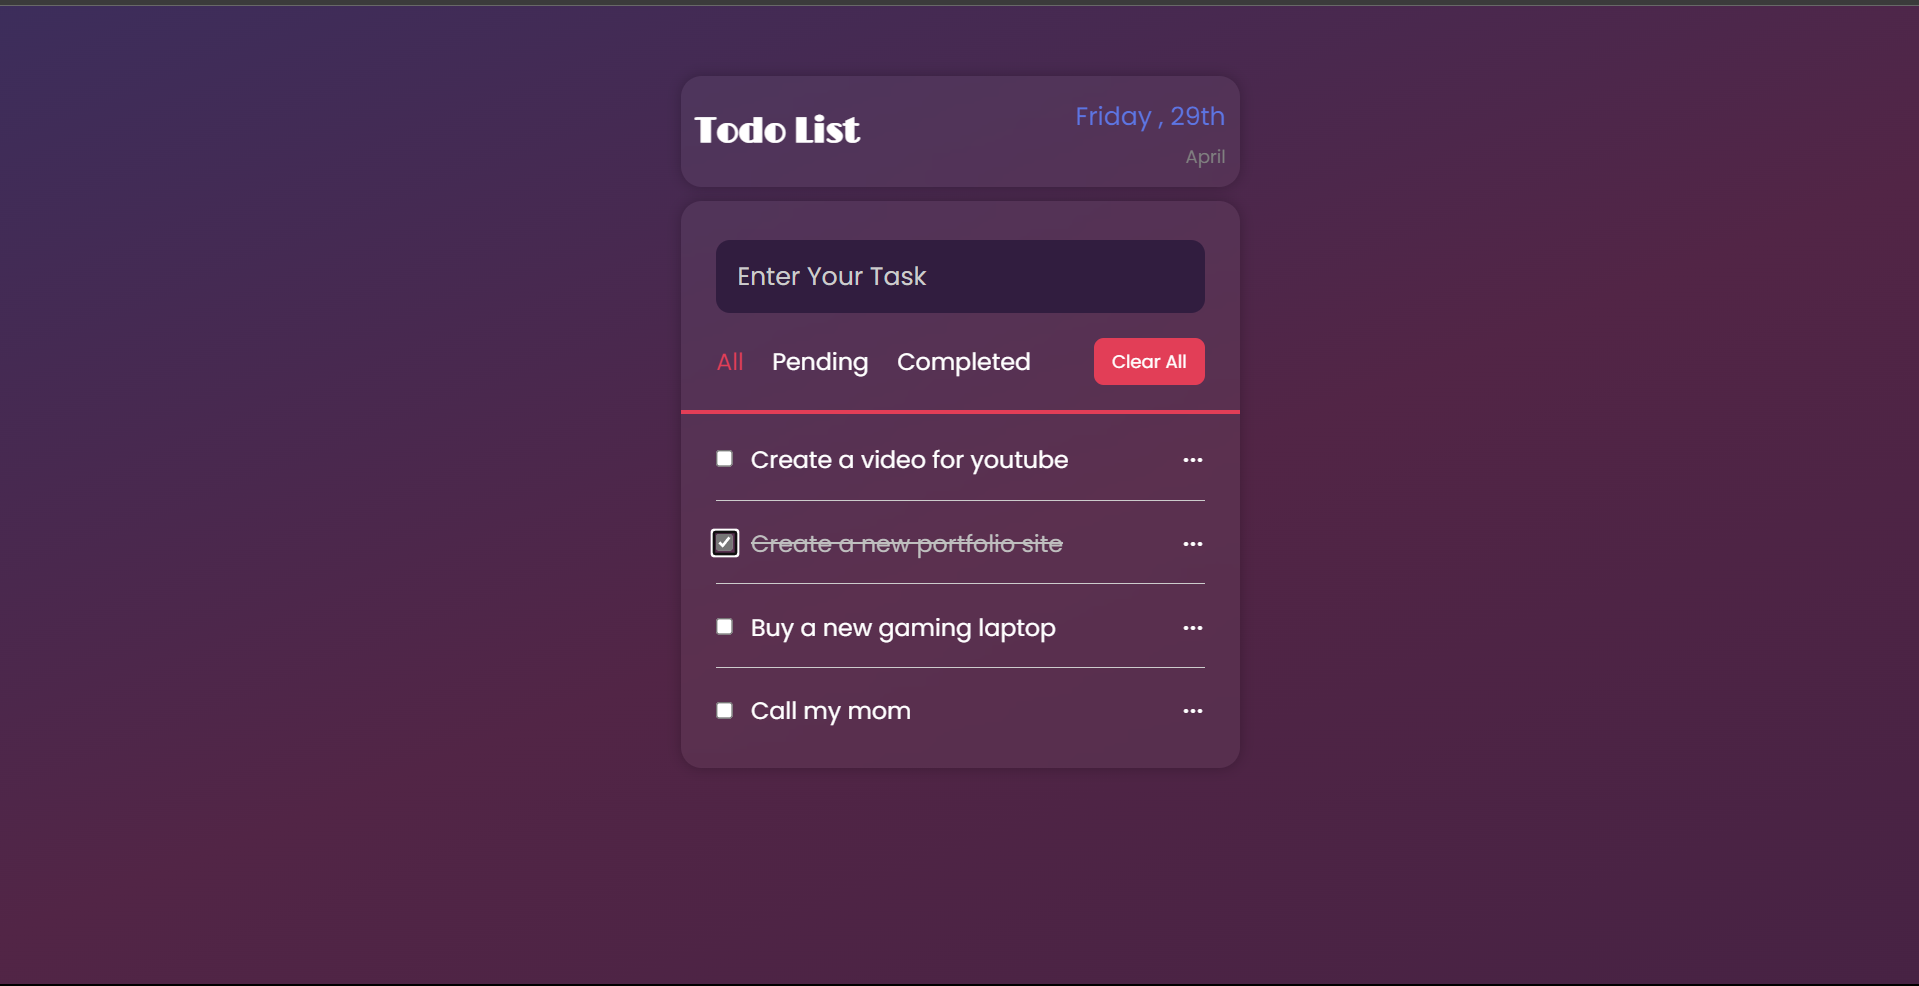 Todo List
Friday , 29th
April
Enter Your Task
All Pending Completed Clear All
Create a video for youtube
Create a new portfolio site
Buy a new gaming laptop
Call my mom